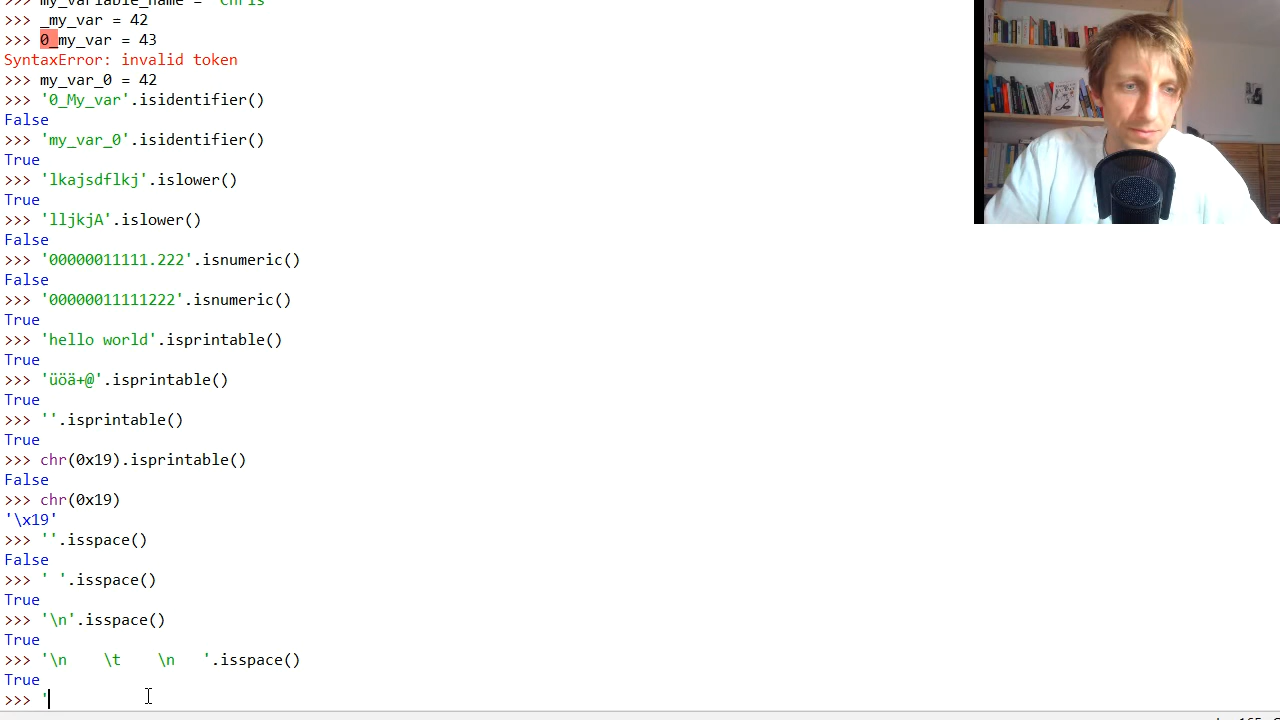 >>> my_variable_name = 'Chris'
>>> _my_var = 42
>>> 0_my_var = 43
SyntaxError: invalid token
>>> my_var_0 = 42
>>> '0_My_var'.isidentifier()
False
>>> 'my_var_0'.isidentifier()
True
>>> 'lkajsdflkj'.islower()
True
>>> 'lljkjA'.islower()
False
>>> '00000011111.222'.isnumeric()
False
>>> '00000011111222'.isnumeric()
True
>>> 'hello world'.isprintable()
True
>>> 'üöä+@'.isprintable()
True
>>> ''.isprintable()
True
>>> chr(0x19).isprintable()
False
>>> chr(0x19)
'\x19'
>>> ''.isspace()
False
>>> ' '.isspace()
True
>>> '\n'.isspace()
True
>>> '\n    \t    \n   '.isspace()
True
>>> '